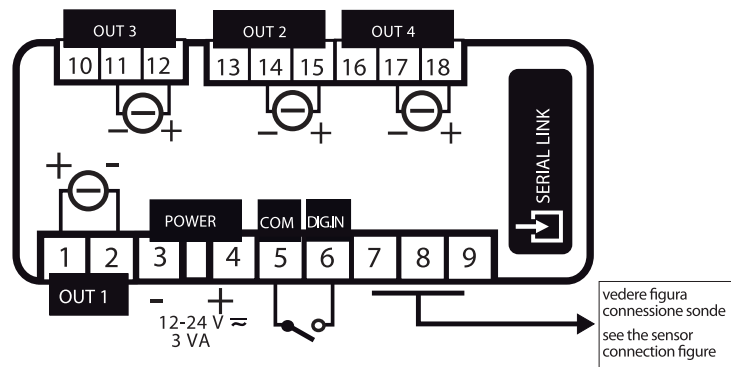 OUT 3 OUT 2 OUT 4
10 11 12 13 14 15 16 17 18
- + - + - +
SERIAL LINK
+ -
POWER COM DIG.IN
1 2 3 4 5 6 7 8 9
OUT 1
- +
12-24 V ⎓
3 VA
vedere figura
connessione sonde
see the sensor
connection figure